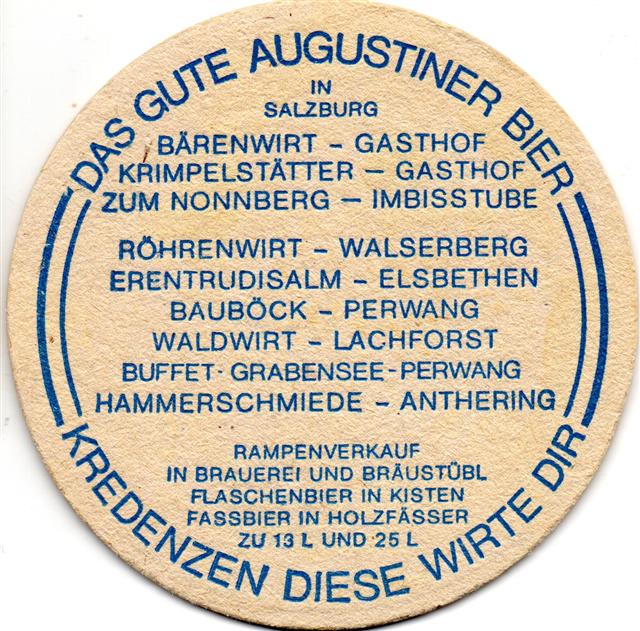 DAS GUTE AUGUSTINER BIER
IN
SALZBURG
BÄRENWIRT – GASTHOF
KRIMPELSTÄTTER – GASTHOF
ZUM NONNBERG – IMBISSTUBE
RÖHRENWIRT – WALSERBERG
ERENTRUDISALM – ELSBETHEN
BAUBÖCK – PERWANG
WALDWIRT – LACHFORST
BUFFET- GRABENSEE-PERWANG
HAMMERSCHMIEDE – ANTHERING
RAMPENVERKAUF
IN BRAUEREI UND BRÄUSTÜBL
FLASCHENBIER IN KISTEN
FASSBIER IN HOLZFÄSSER
ZU 13 L UND 25 L
KREDENZEN DIESE WIRTE DIR